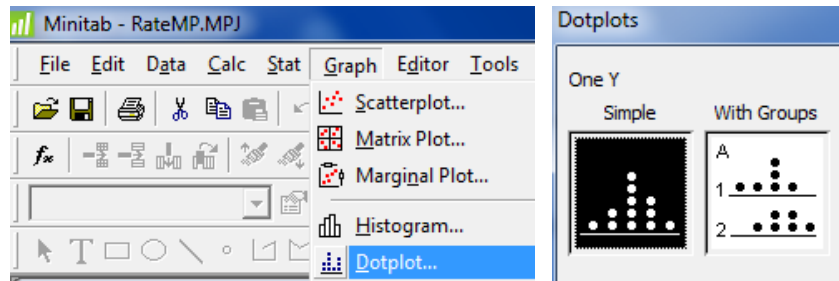 Minitab - RateMP.MPJ
File Edit Data Calc Stat Graph Editor Tools
Scatterplot...
Matrix Plot...
Marginal Plot...
Histogram...
Dotplot...
fx
T
Dotplots
One Y
Simple With Groups
A
1
2